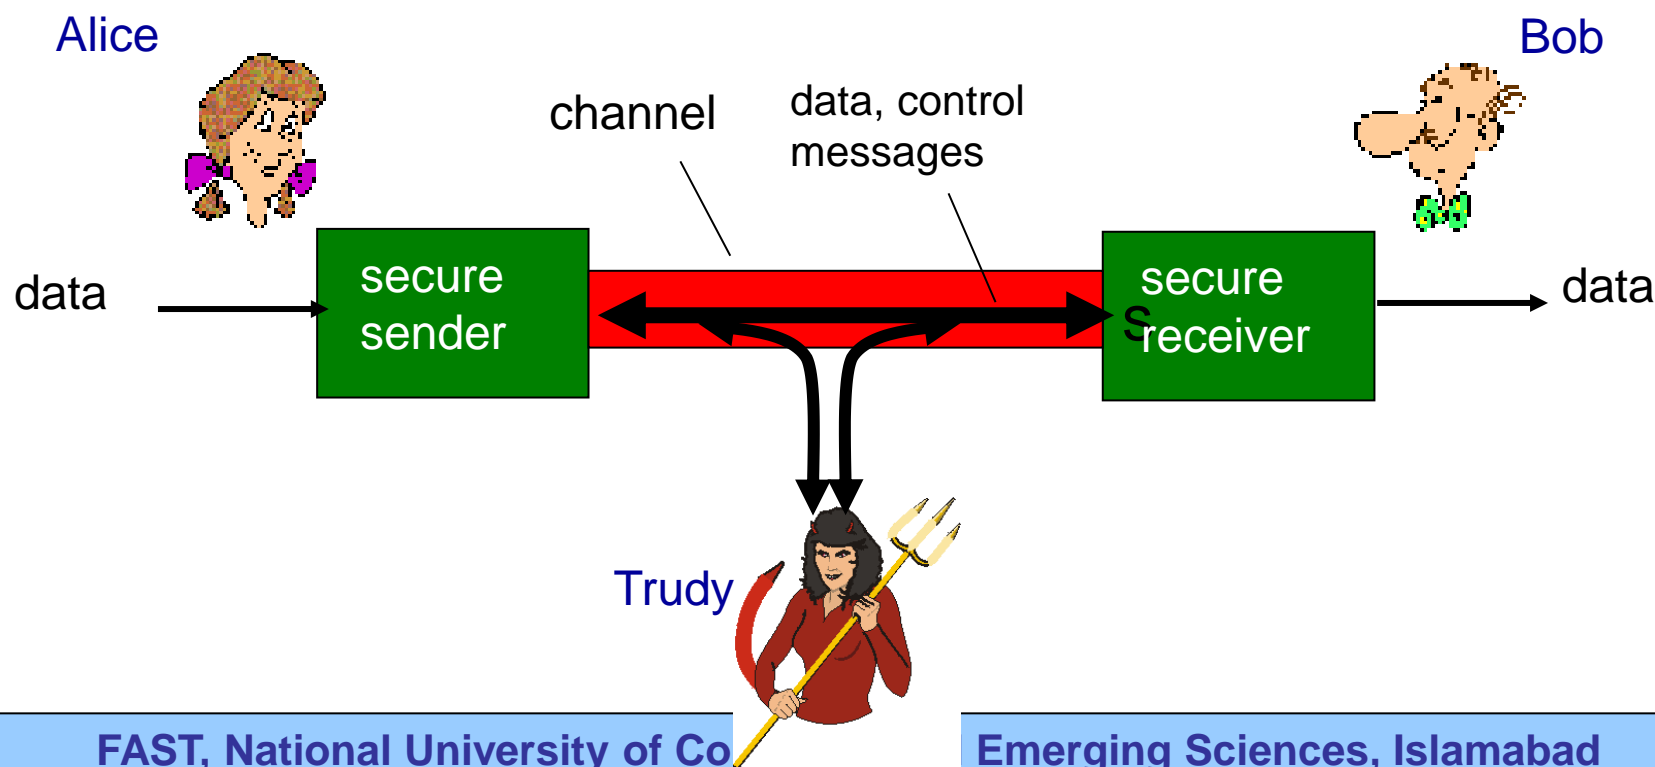 Alice
Bob
channel
data, control
messages
data
secure
sender
s
secure
receiver
data
Trudy
FAST, National University of Co Emerging Sciences, Islamabad